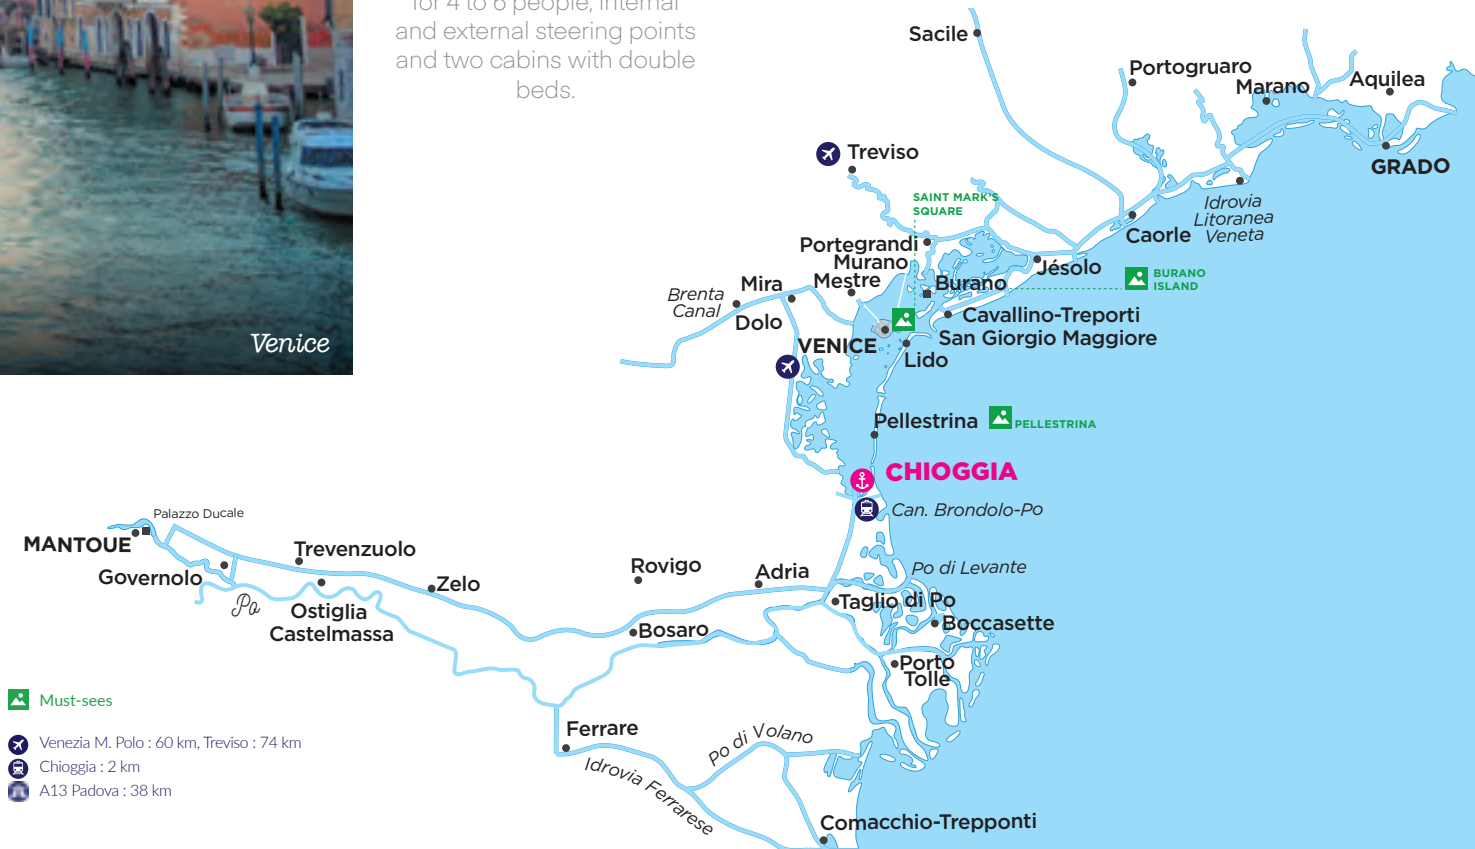 for 4 to 6 people, internal
and external steering points
and two cabins with double
beds.
Venice
Sacile
Portogruaro
Marano
Aquilea
GRADO
Treviso
SAINT MARK'S
SQUARE
Idrovia
Litoranea
Veneta
Caorle
Portegrandi
Murano
Mestre
Jésolo
Burano
BURANO
ISLAND
Mira
Brenta
Canal
Dolo
Cavallino-Treporti
San Giorgio Maggiore
VENICE
Lido
Pellestrina
PELLESTRINA
CHIOGGIA
Can. Brondolo-Po
Palazzo Ducale
MANTOUE
Governolo
Trevenzuolo
Zelo
Po
Ostiglia
Castelmassa
Rovigo
Adria
Po di Levante
Taglio di Po
Boccasette
Bosaro
Porto
Tolle
Ferrare
Po di Volano
Idrovia Ferrarese
Comacchio-Trepponti
Must-sees
Venezia M. Polo : 60 km, Treviso : 74 km
Chioggia : 2 km
A13 Padova : 38 km